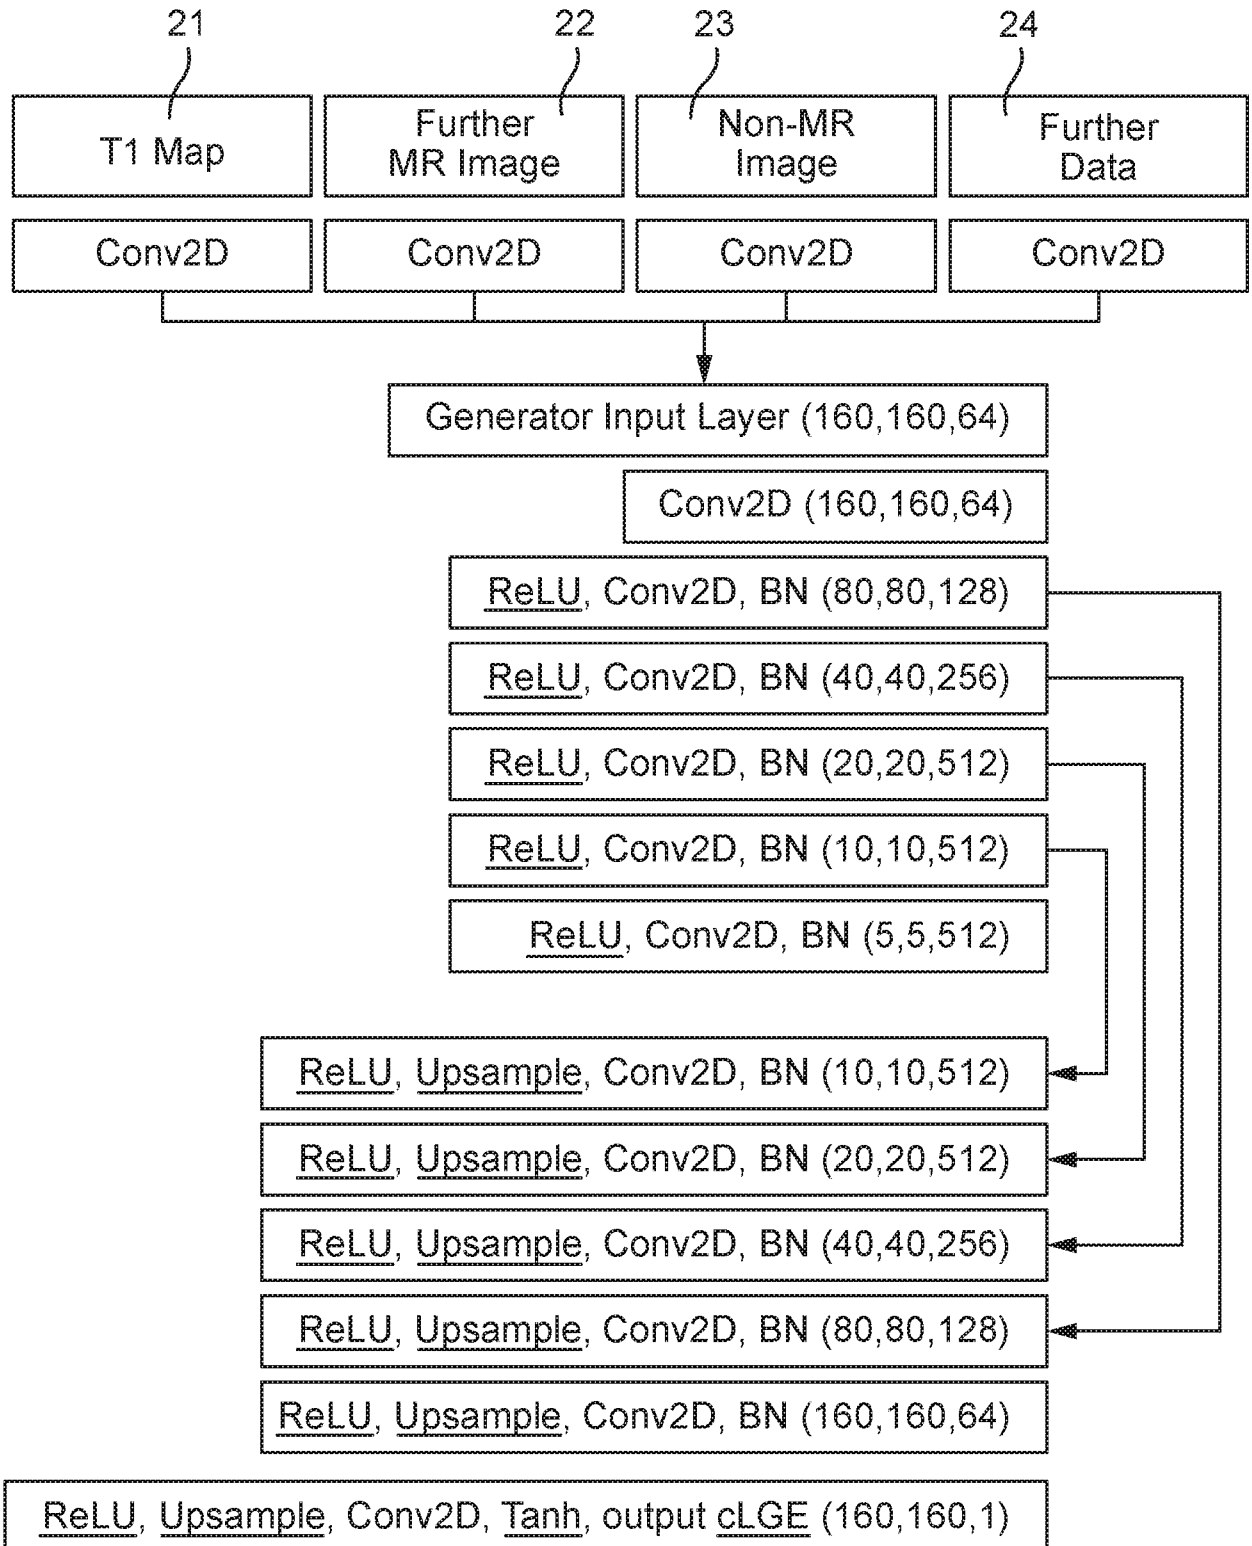 21
22
23
24
T1 Map
Further
MR Image
Non-MR
Image
Further
Data
Conv2D
Conv2D
Conv2D
Conv2D
Generator Input Layer (160,160,64)
Conv2D (160,160,64)
ReLU, Conv2D, BN (80,80,128)
ReLU, Conv2D, BN (40,40,256)
ReLU, Conv2D, BN (20,20,512)
ReLU, Conv2D, BN (10,10,512)
ReLU, Conv2D, BN (5,5,512)
ReLU, Upsample, Conv2D, BN (10,10,512)
ReLU, Upsample, Conv2D, BN (20,20,512)
ReLU, Upsample, Conv2D, BN (40,40,256)
ReLU, Upsample, Conv2D, BN (80,80,128)
ReLU, Upsample, Conv2D, BN (160,160,64)
ReLU, Upsample, Conv2D, Tanh, output cLGE (160,160,1)